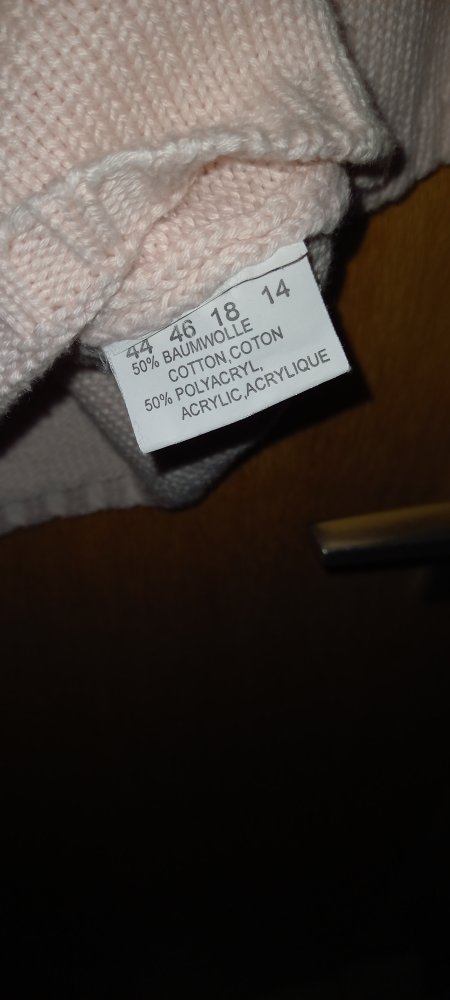 44 46 18 14
50% BAUMWOLLE
COTTON,COTON
50% POLYACRYL,
ACRYLIC,ACRYLIQUE